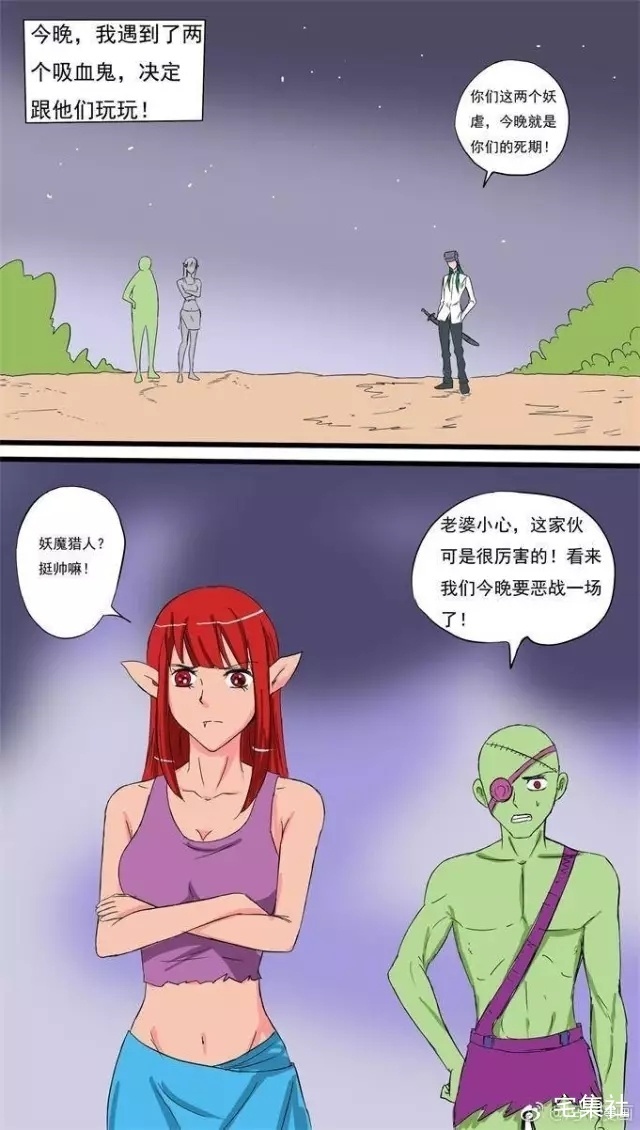 今晚，我遇到了两
个吸血鬼，决定
跟他们玩玩！
你们这两个妖
虐，今晚就是
你们的死期！
妖魔猎人？
挺帅嘛！
老婆小心，这家伙
可是很厉害的！看来
我们今晚要恶战一场
了！
宅集社